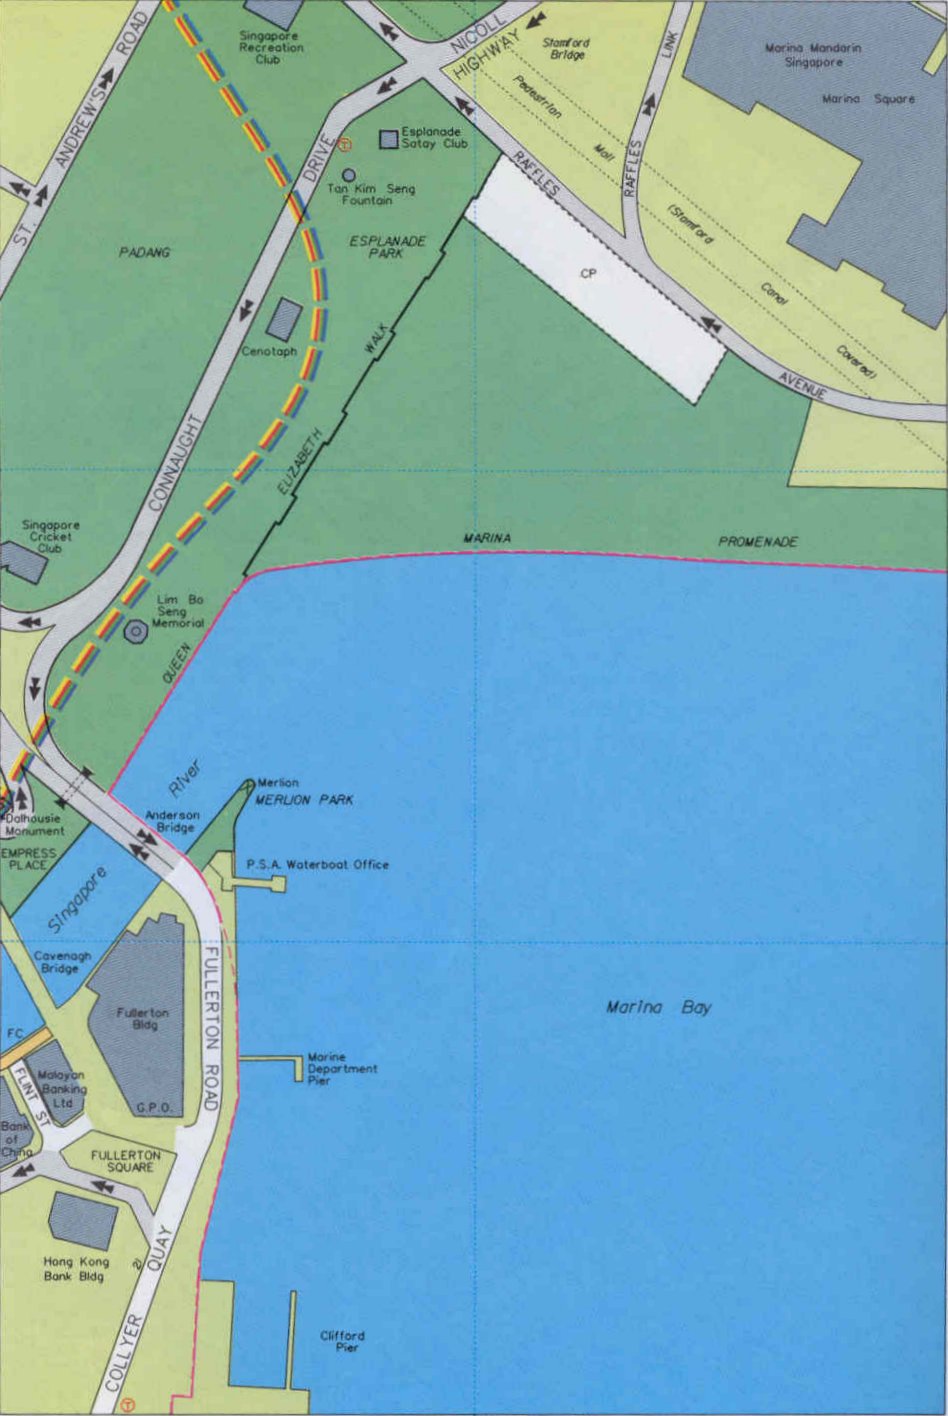 ST.
ANDREW'S
ROAD
Singapore
Recreation
Club
NICOLL
HIGHWAY
Stamford
Bridge
LINK
RAFFLES
Marina Mandarin
Singapore
Marina Square
Pedestrian
Mall
(Stamford
Canal
Covered)
Esplanade
Satay Club
T
Tan Kim Seng
Fountain
PADANG
ESPLANADE
PARK
RAFFLES
AVENUE
CP
CONNAUGHT
DRIVE
Cenotaph
QUEEN
ELIZABETH
WALK
Singapore
Cricket
Club
MARINA
PROMENADE
Lim Bo
Seng
Memorial
Singapore
River
Merlion
MERLION PARK
Anderson
Bridge
Dalhousie
Monument
EMPRESS
PLACE
P.S.A. Waterboat Office
Cavenagh
Bridge
FULLERTON ROAD
Marina Bay
Fullerton
Bldg
F.C.
Marine
Department
Pier
Malayan
Banking
Ltd
FLINT ST
G.P.O.
Bank
of
China
FULLERTON
SQUARE
Hong Kong
Bank Bldg
21
COLLYER
QUAY
Clifford
Pier
T